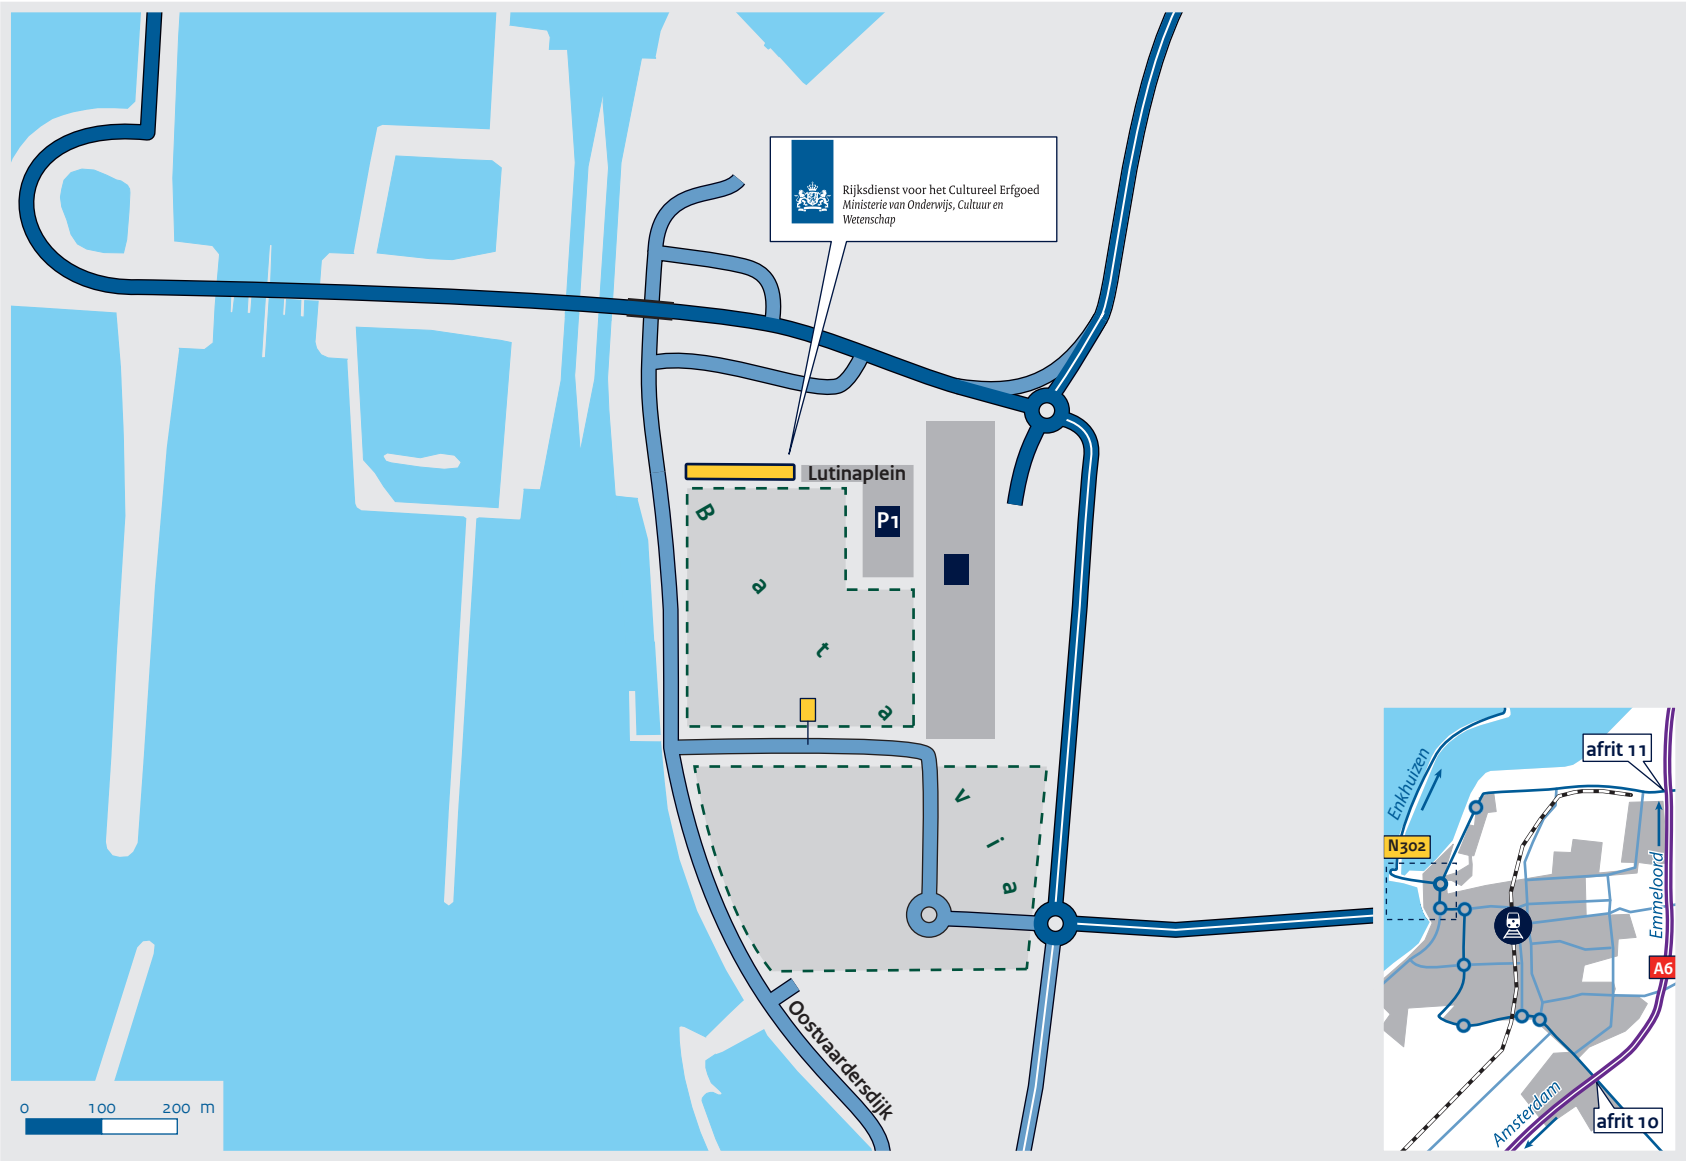 Rijksdienst voor het Cultureel Erfgoed
Ministerie van Onderwijs, Cultuur en
Wetenschap
Lutinaplein
P1
Batavia
Oostvaardersdijk
0 100 200 m
afrit 11
Enkhuizen
N302
Emmeloord
A6
Amsterdam
afrit 10